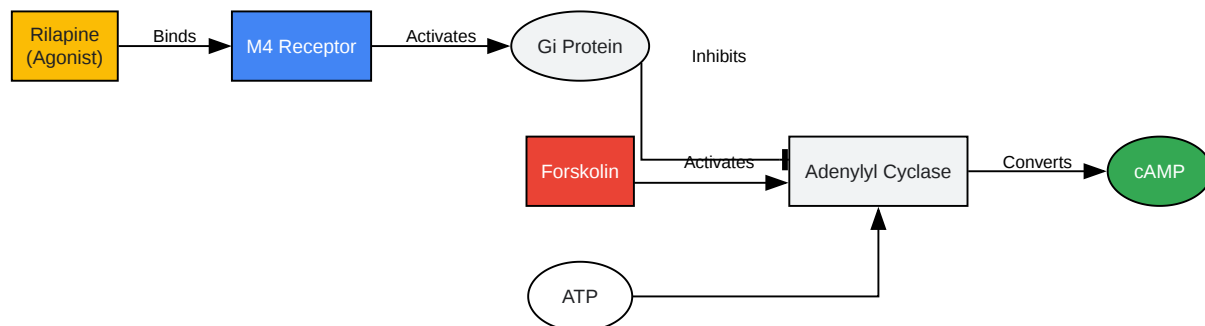 Rilapine
(Agonist)
Binds
M4 Receptor
Activates
Gi Protein
Inhibits
Forskolin
Activates
Adenylyl Cyclase
Converts
cAMP
ATP